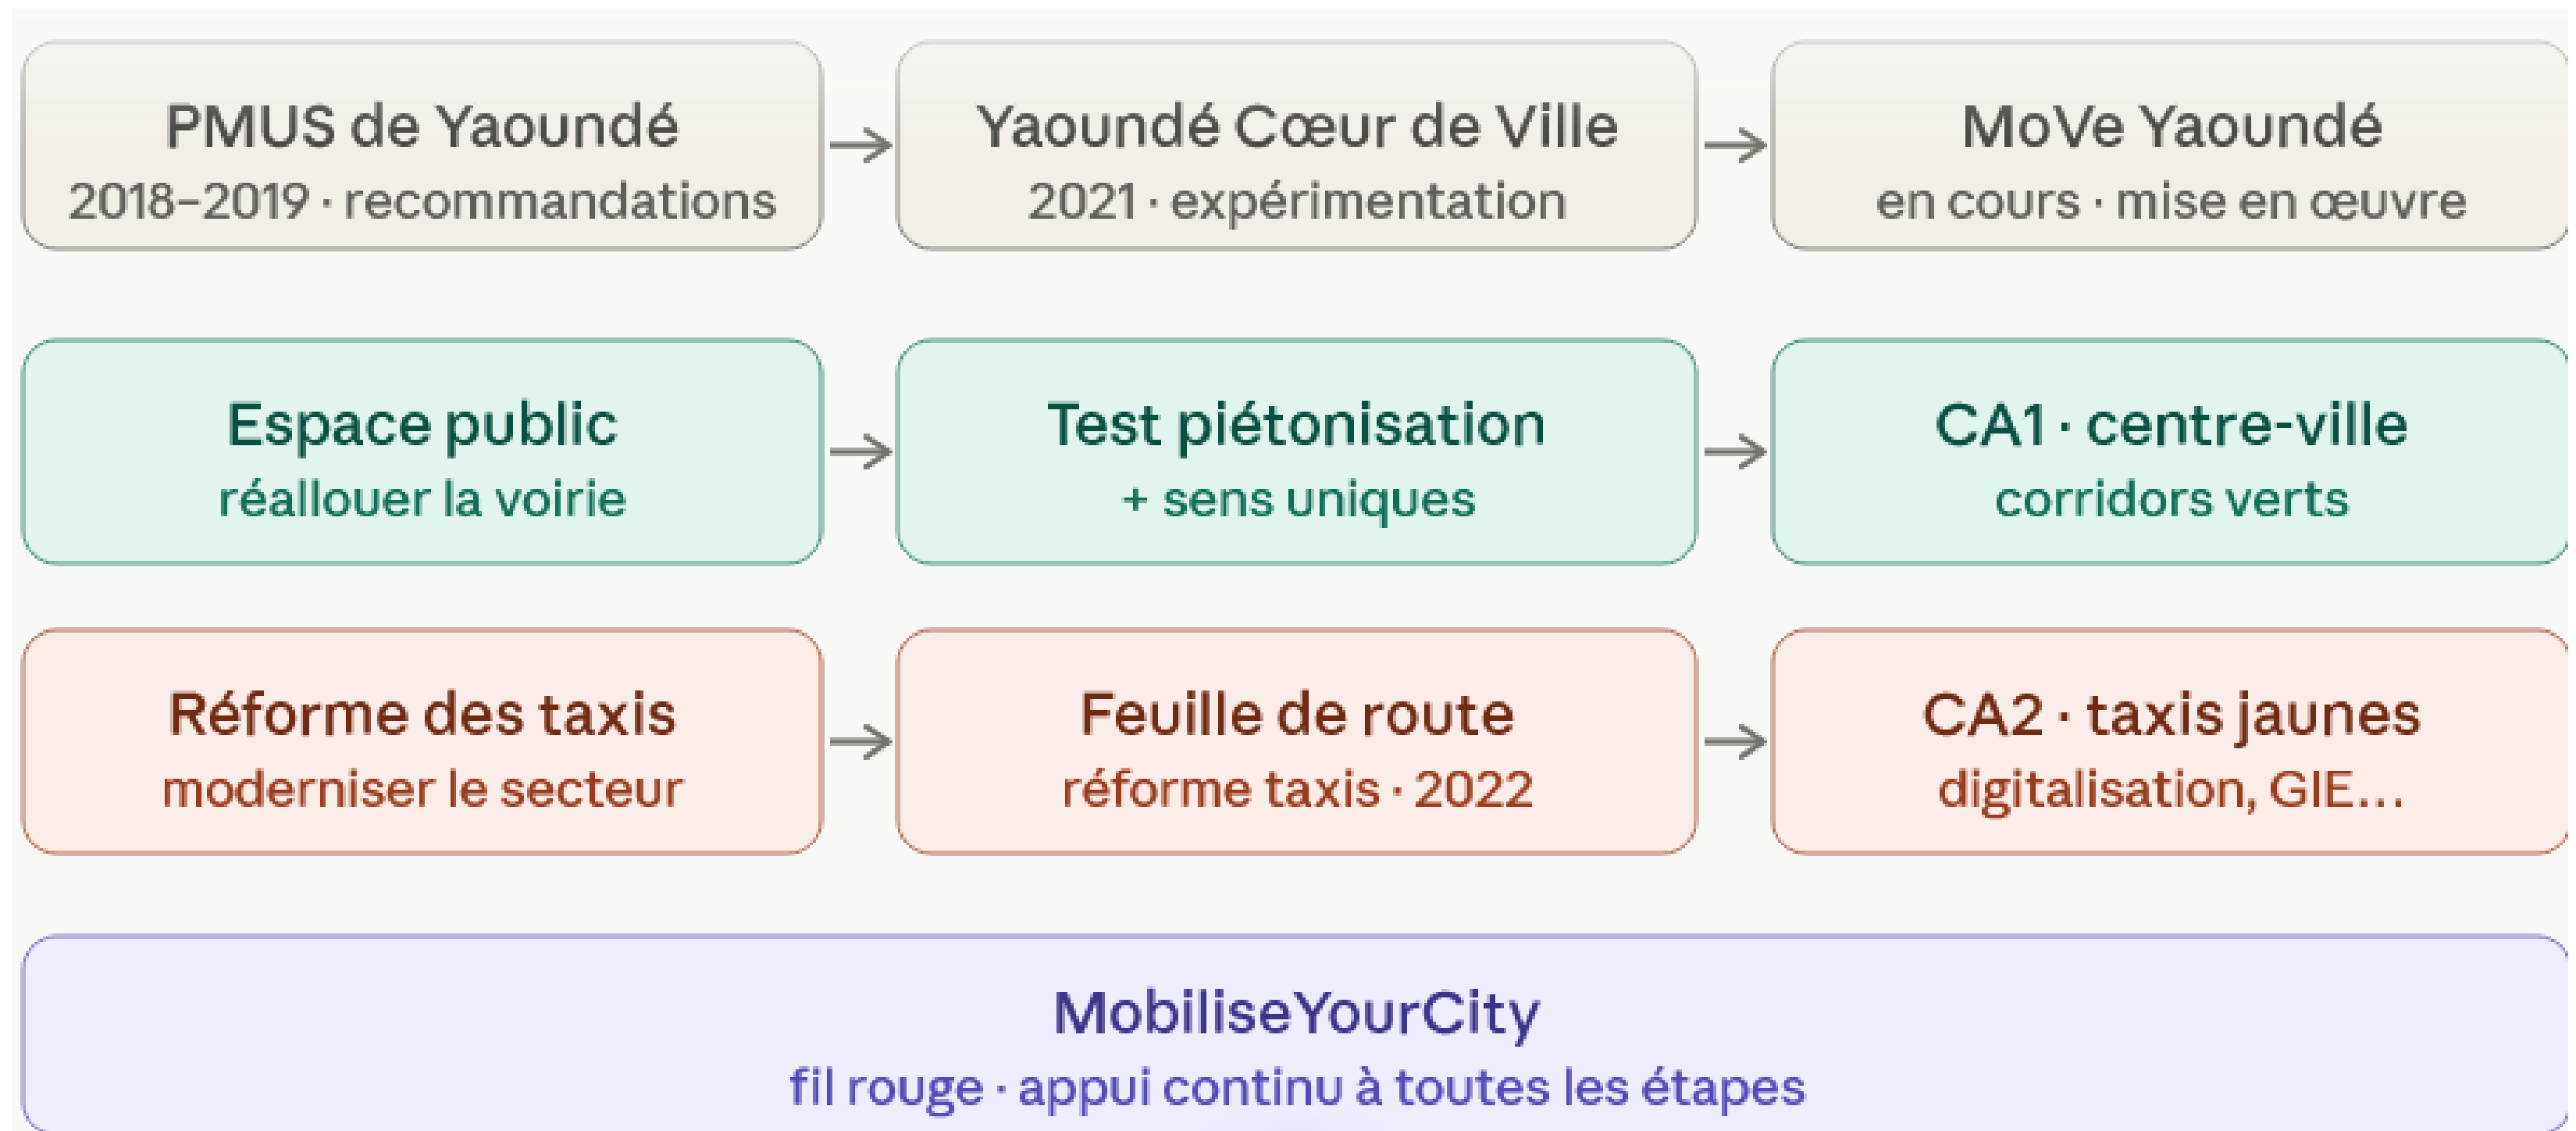 PMUS de Yaoundé
2018–2019 · recommandations
Yaoundé Cœur de Ville
2021 · expérimentation
MoVe Yaoundé
en cours · mise en œuvre
Espace public
réallouer la voirie
Test piétonisation
+ sens uniques
CA1 · centre-ville
corridors verts
Réforme des taxis
moderniser le secteur
Feuille de route
réforme taxis · 2022
CA2 · taxis jaunes
digitalisation, GIE…
MobiliseYourCity
fil rouge · appui continu à toutes les étapes